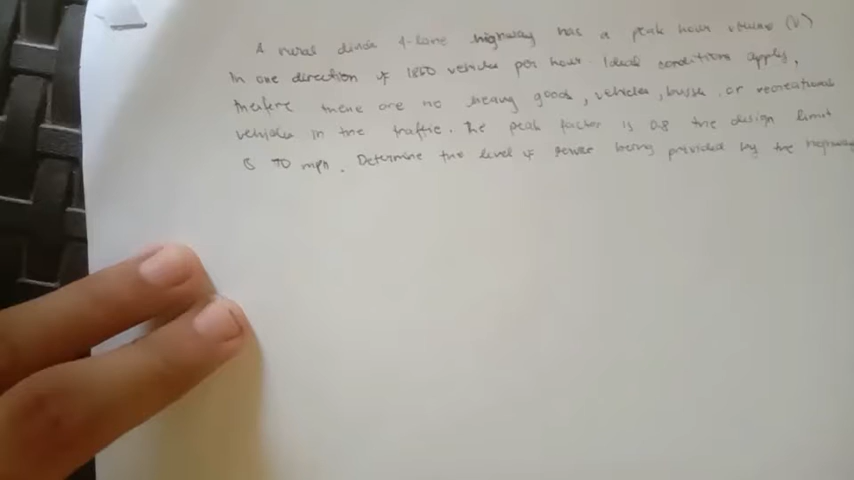 A rural divide 4-lane highway has a peak hour volume (V)
In one direction of 1850 vehicles per hour. Ideal conditions apply,
therefore there are no heavy goods, vehicles, buses or recreational
vehicles in the traffic. The peak factor is 0.8 the design limit
is 70 mph. Determine the level of service being provided by the highway